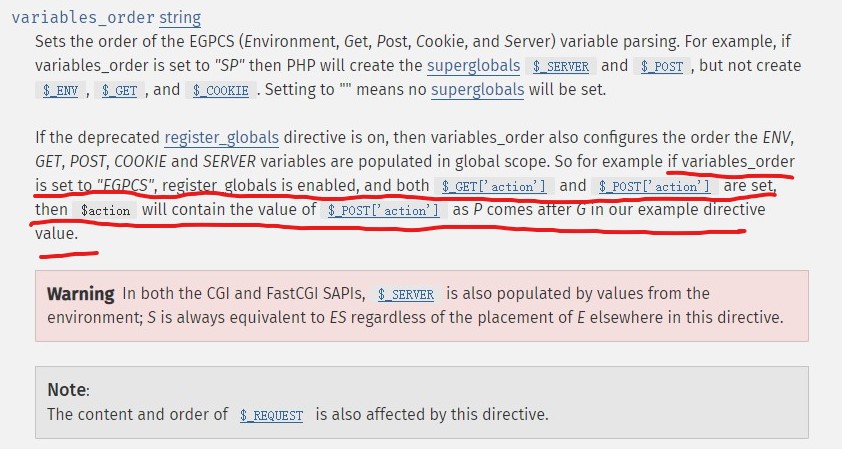 variables_order string
Sets the order of the EGPCS (Environment, Get, Post, Cookie, and Server) variable parsing. For example, if
variables_order is set to "SP" then PHP will create the superglobals $_SERVER and $_POST , but not create
$_ENV , $_GET , and $_COOKIE . Setting to "" means no superglobals will be set.
If the deprecated register_globals directive is on, then variables_order also configures the order the ENV,
GET, POST, COOKIE and SERVER variables are populated in global scope. So for example if variables_order
is set to "EGPCS", register_globals is enabled, and both $_GET['action'] and $_POST['action'] are set,
then $action will contain the value of $_POST['action'] as P comes after G in our example directive
value.
Warning In both the CGI and FastCGI SAPIs, $_SERVER is also populated by values from the
environment; S is always equivalent to ES regardless of the placement of E elsewhere in this directive.
Note:
The content and order of $_REQUEST is also affected by this directive.